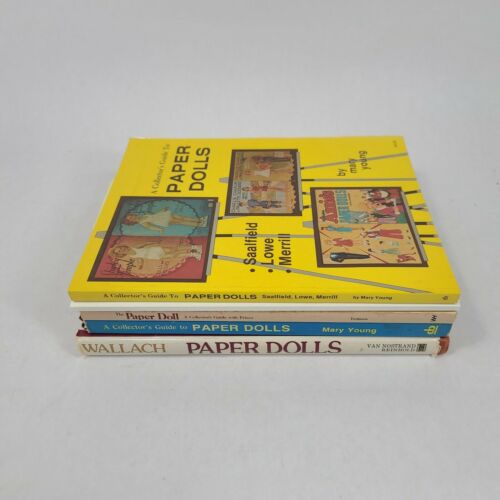 A Collector's Guide To
PAPER
DOLLS
by mary
young
• Saalfield
• Lowe
• Merrill
A Collector's Guide To PAPER DOLLS Saalfield, Lowe, Merrill by Mary Young
The Paper Doll A Collector's Guide with Prices
A Collector's Guide to PAPER DOLLS Mary Young
WALLACH PAPER DOLLS VAN NOSTRAND
REINHOLD